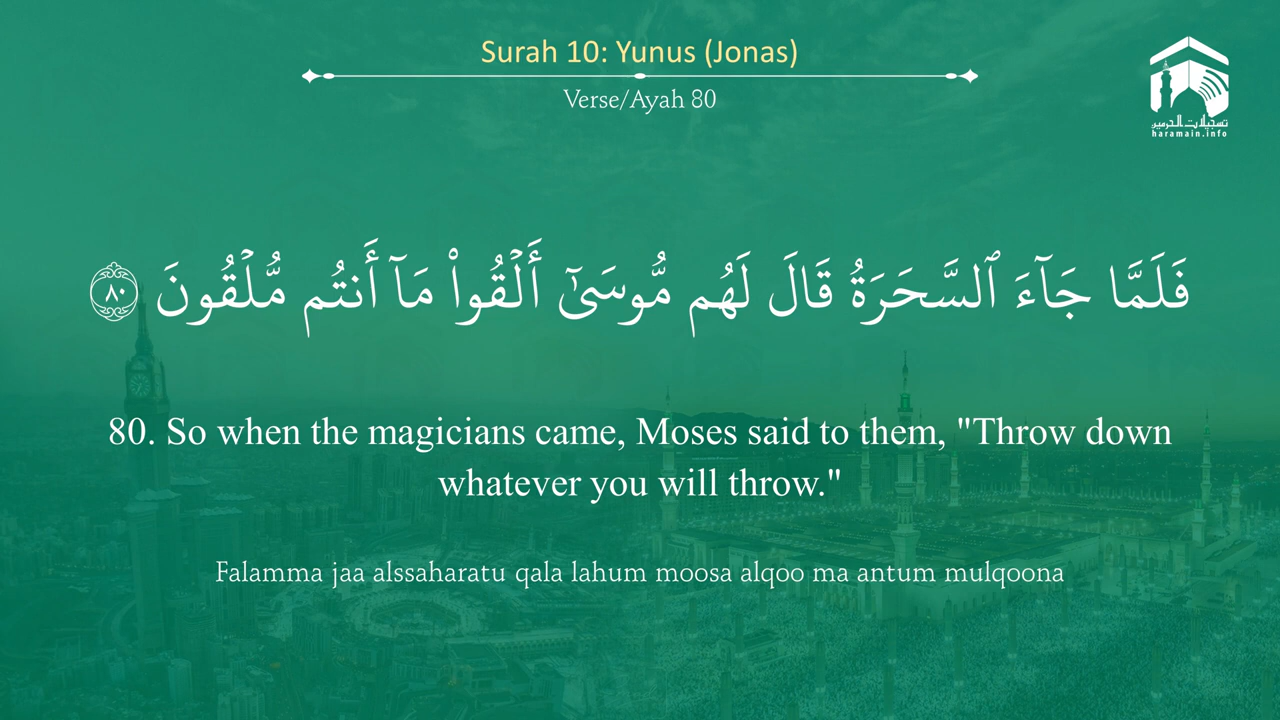 Surah 10: Yunus (Jonas)
Verse/Ayah 80
تسجيلات الحرمين
haramain.info
فَلَمَّا جَآءَ ٱلسَّحَرَةُ قَالَ لَهُم مُّوسَىٰٓ أَلْقُوا۟ مَآ أَنتُم مُّلْقُونَ ٨٠
80. So when the magicians came, Moses said to them, "Throw down
whatever you will throw."
Falamma jaa alssaharatu qala lahum moosa alqoo ma antum mulqoona